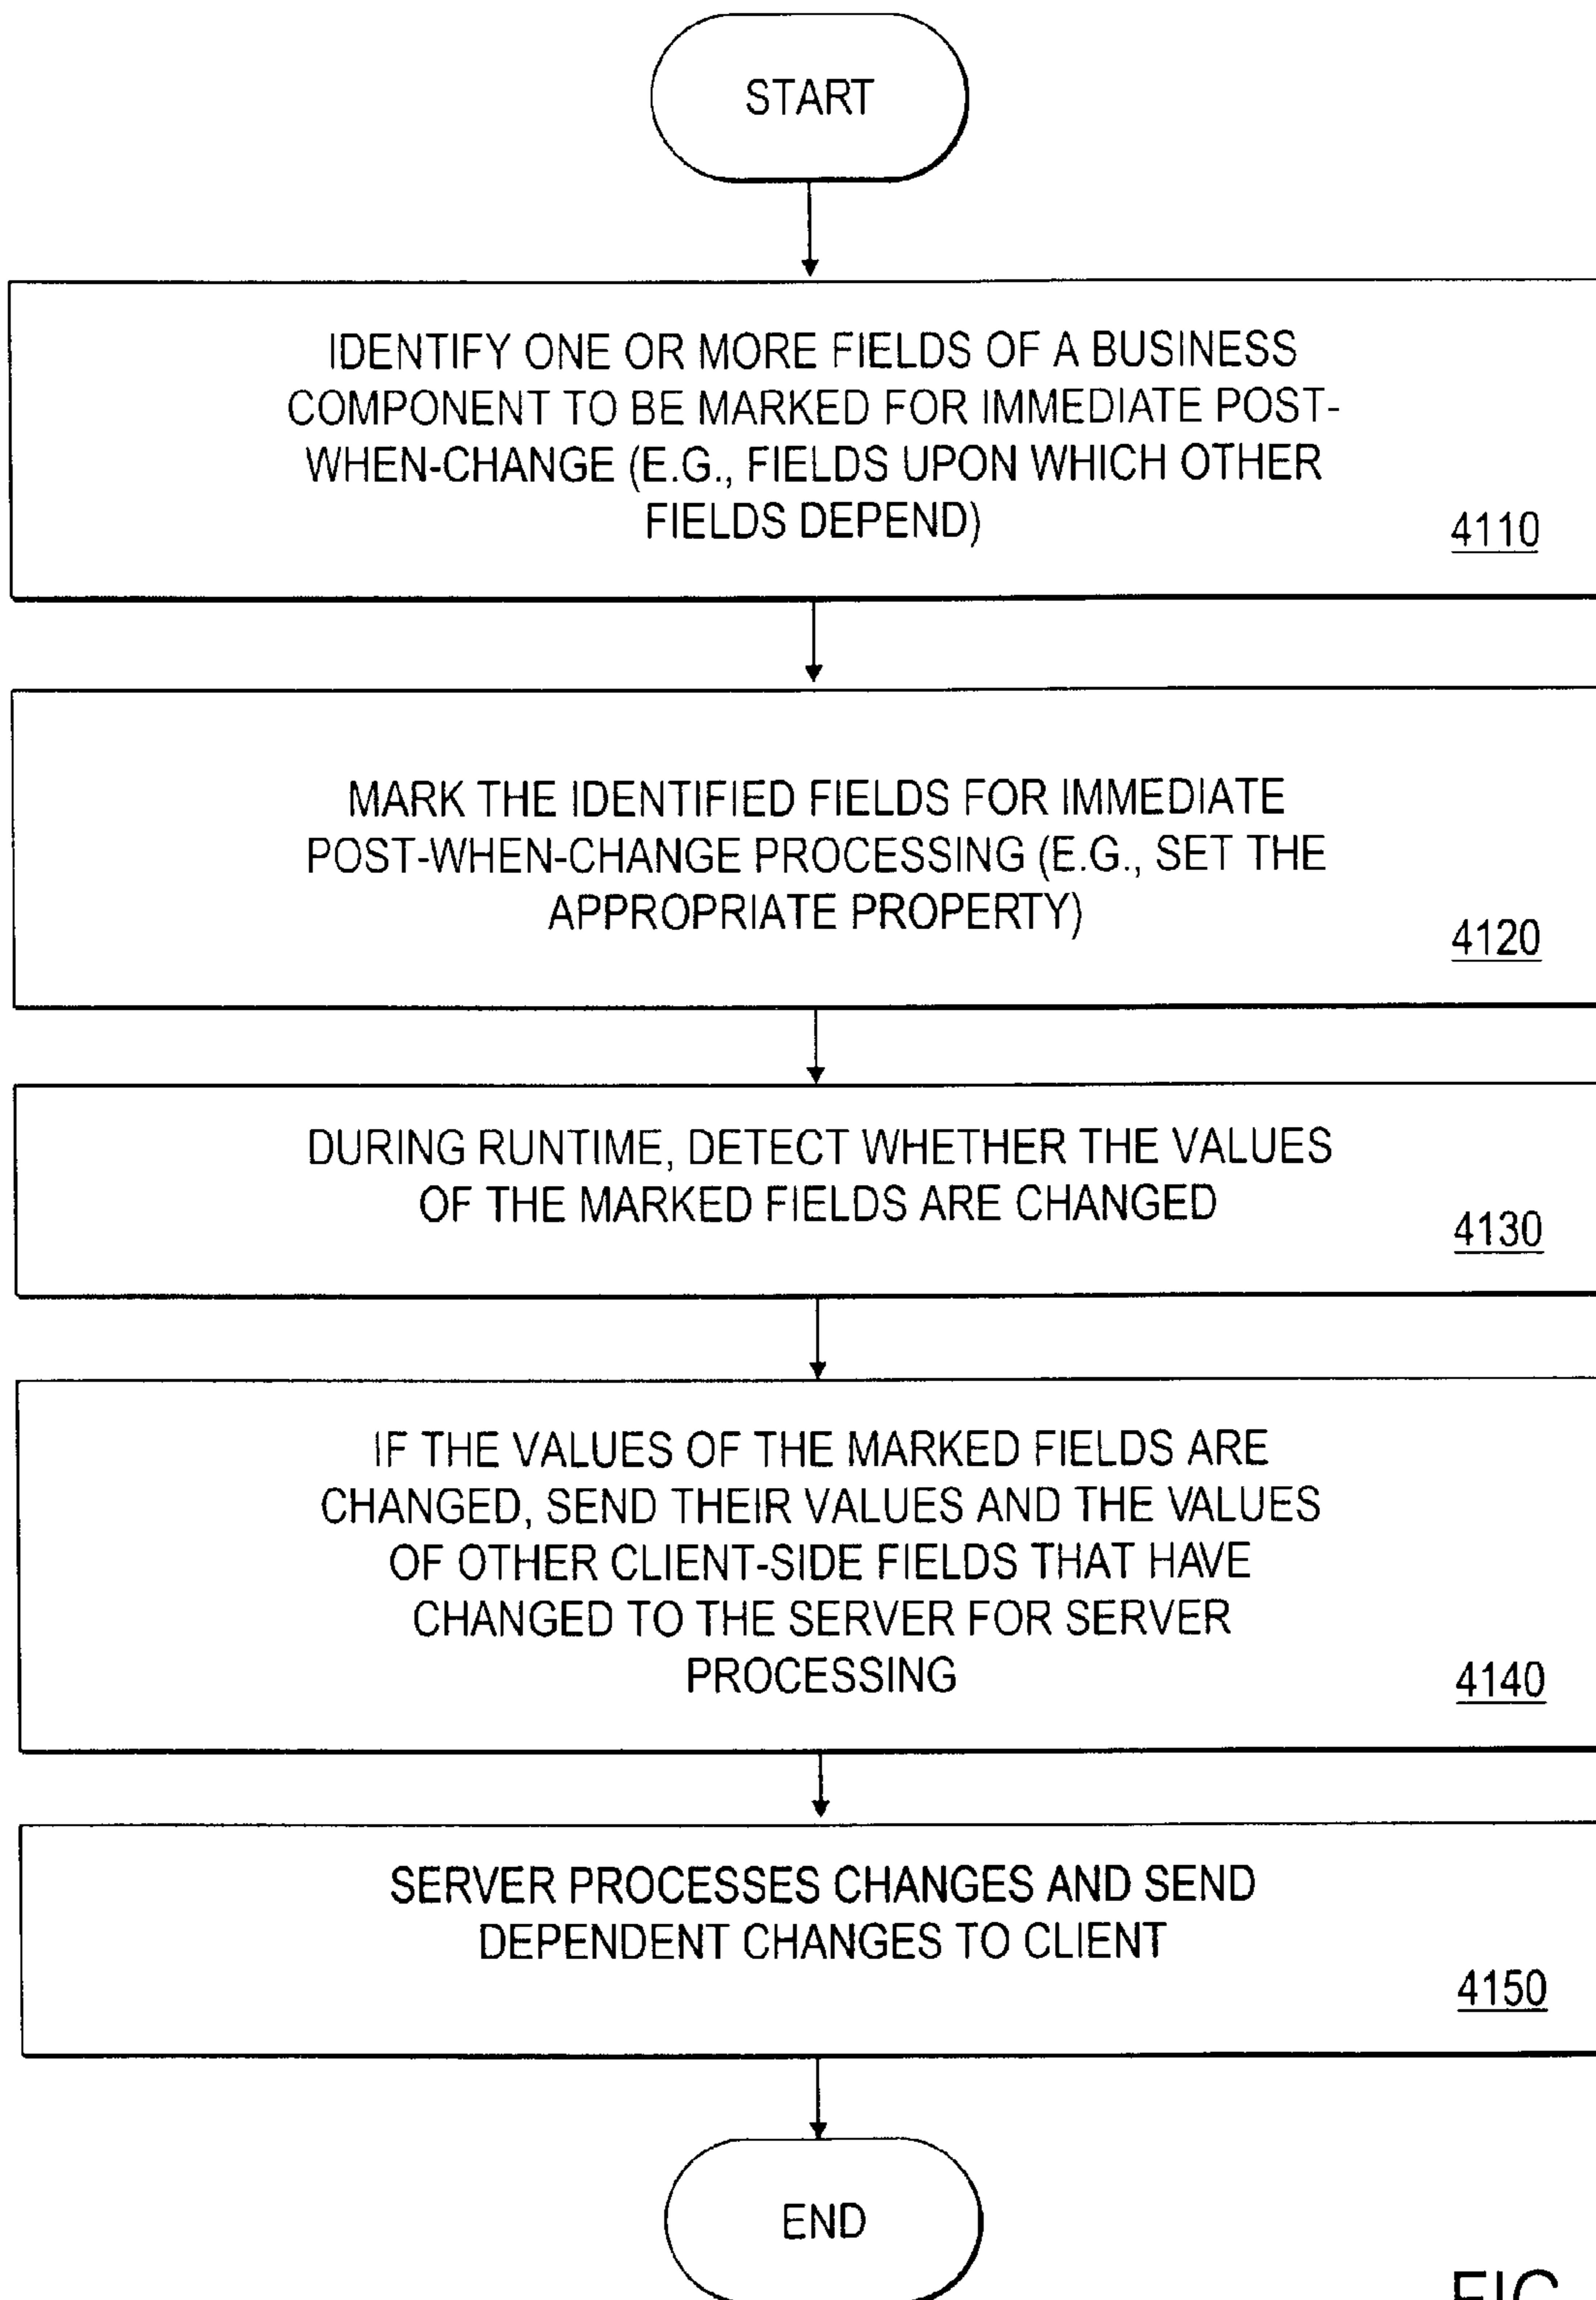 START
IDENTIFY ONE OR MORE FIELDS OF A BUSINESS
COMPONENT TO BE MARKED FOR IMMEDIATE POST-
WHEN-CHANGE (E.G., FIELDS UPON WHICH OTHER
FIELDS DEPEND)
4110
MARK THE IDENTIFIED FIELDS FOR IMMEDIATE
POST-WHEN-CHANGE PROCESSING (E.G., SET THE
APPROPRIATE PROPERTY)
4120
DURING RUNTIME, DETECT WHETHER THE VALUES
OF THE MARKED FIELDS ARE CHANGED
4130
IF THE VALUES OF THE MARKED FIELDS ARE
CHANGED, SEND THEIR VALUES AND THE VALUES
OF OTHER CLIENT-SIDE FIELDS THAT HAVE
CHANGED TO THE SERVER FOR SERVER
PROCESSING
4140
SERVER PROCESSES CHANGES AND SEND
DEPENDENT CHANGES TO CLIENT
4150
END